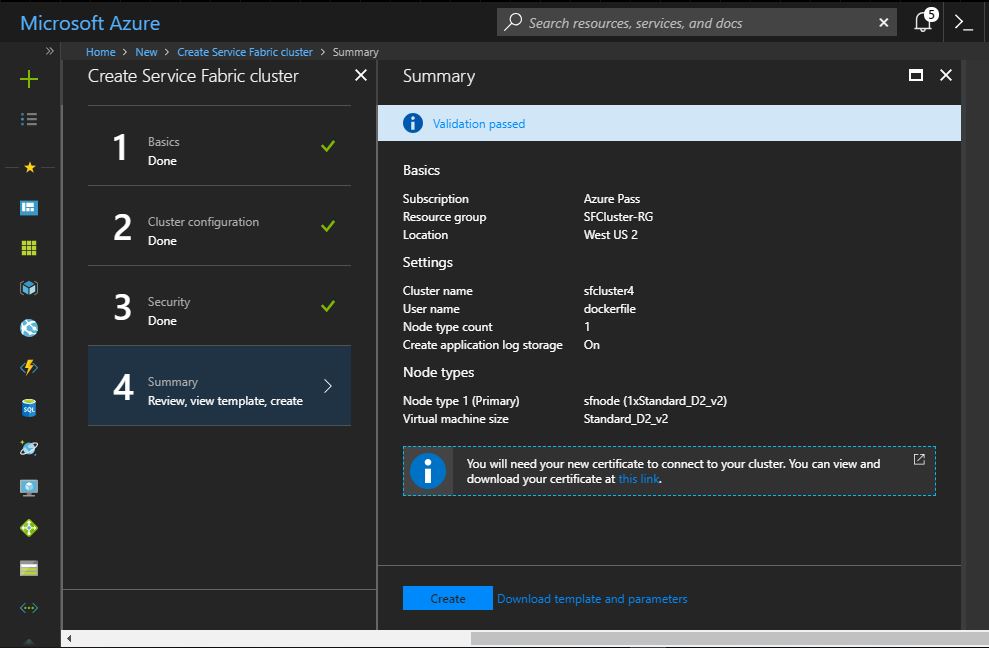 Microsoft Azure
Search resources, services, and docs
5
Home > New > Create Service Fabric cluster > Summary
Create Service Fabric cluster
1
Basics
Done
2
Cluster configuration
Done
3
Security
Done
4
Summary
Review, view template, create
Summary
Validation passed
Basics
Subscription Azure Pass
Resource group SFCluster-RG
Location West US 2
Settings
Cluster name sfcluster4
User name dockerfile
Node type count 1
Create application log storage On
Node types
Node type 1 (Primary) sfnode (1xStandard_D2_v2)
Virtual machine size Standard_D2_v2
You will need your new certificate to connect to your cluster. You can view and
download your certificate at this link.
Create Download template and parameters
SQL